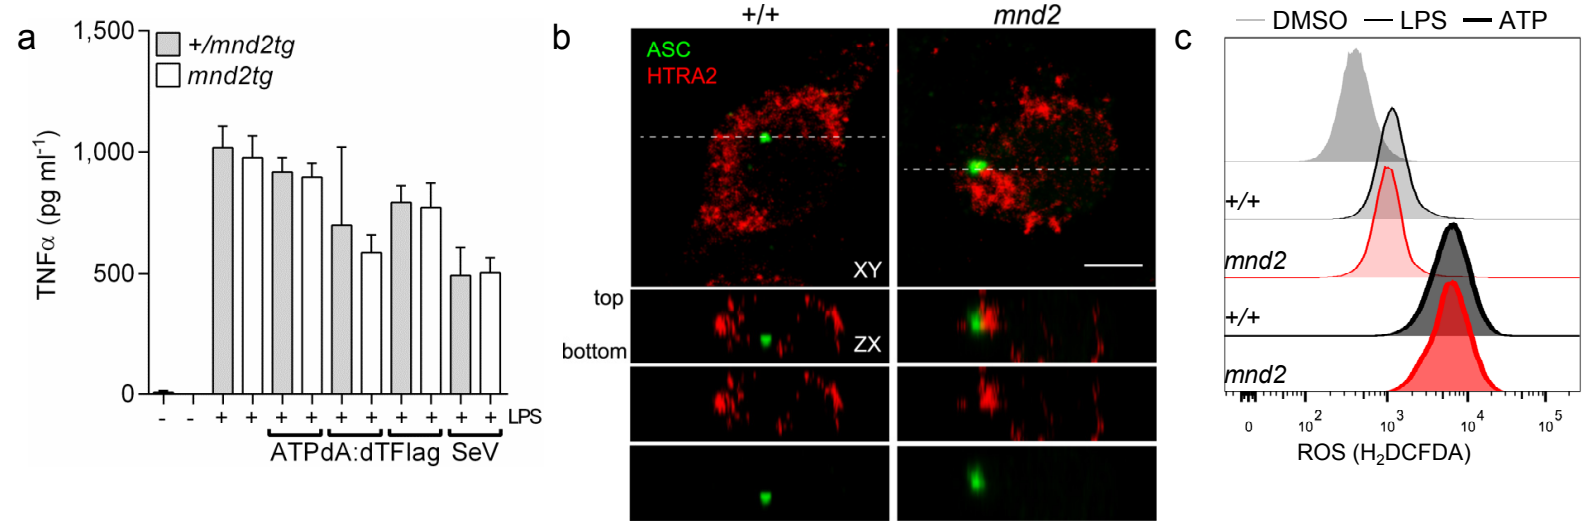 a
1,500
1,000
500
0
TNFα (pg ml⁻¹)
+/mnd2tg
mnd2tg
- - + + + + + + + + + + LPS
ATP dA:dT Flag SeV
b
+/+ mnd2
ASC
HTRA2
XY
top
bottom
ZX
c
DMSO LPS ATP
+/+
mnd2
+/+
mnd2
0 10² 10³ 10⁴ 10⁵
ROS (H₂DCFDA)